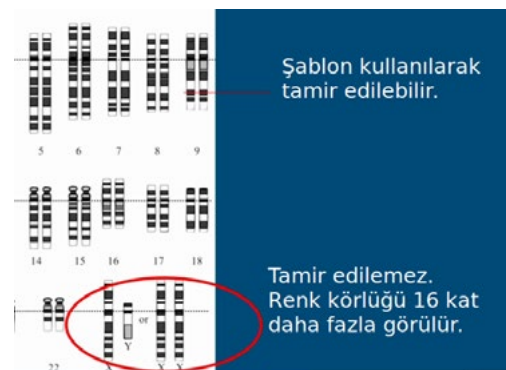 Şablon kullanılarak
tamir edilebilir.
5 6 7 8 9
14 15 16 17 18
Tamir edilemez.
Renk körlüğü 16 kat
daha fazla görülür.
or
Y
22 X X X